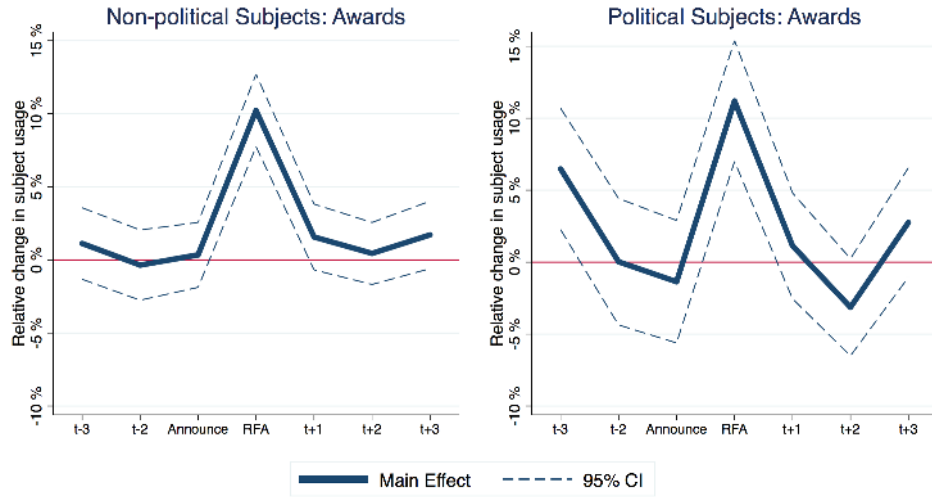 Non-political Subjects: Awards
Relative change in subject usage
15 %
10 %
5 %
0 %
-5 %
-10 %
t-3 t-2 Announce RFA t+1 t+2 t+3
Political Subjects: Awards
Relative change in subject usage
15 %
10 %
5 %
0 %
-5 %
-10 %
t-3 t-2 Announce RFA t+1 t+2 t+3
Main Effect 95% CI